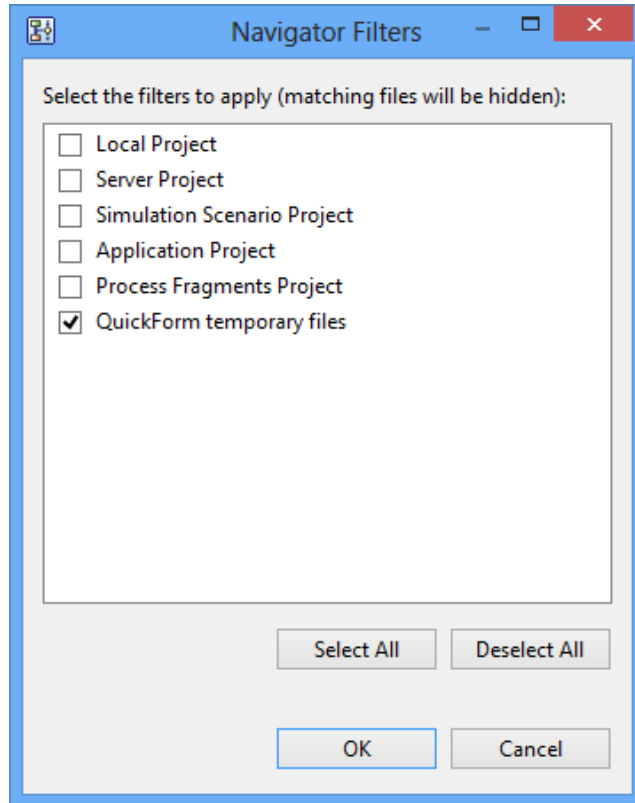 Navigator Filters
Select the filters to apply (matching files will be hidden):
Local Project
Server Project
Simulation Scenario Project
Application Project
Process Fragments Project
QuickForm temporary files
Select All Deselect All
OK Cancel